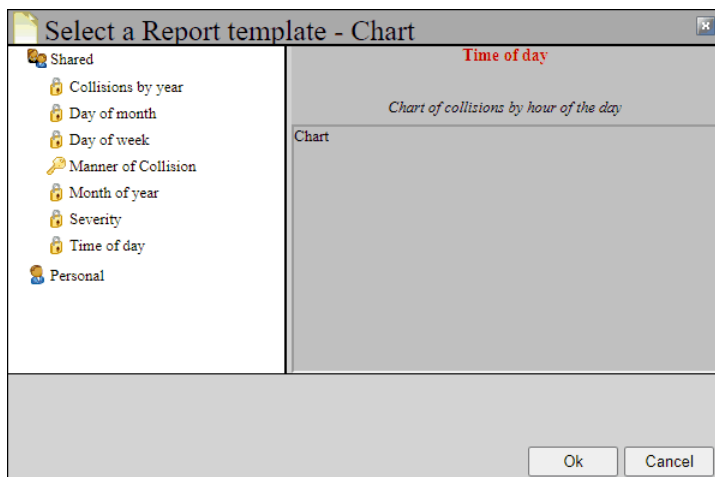 Select a Report template - Chart
Shared
Collisions by year
Day of month
Day of week
Manner of Collision
Month of year
Severity
Time of day
Personal
Time of day
Chart of collisions by hour of the day
Chart
Ok
Cancel